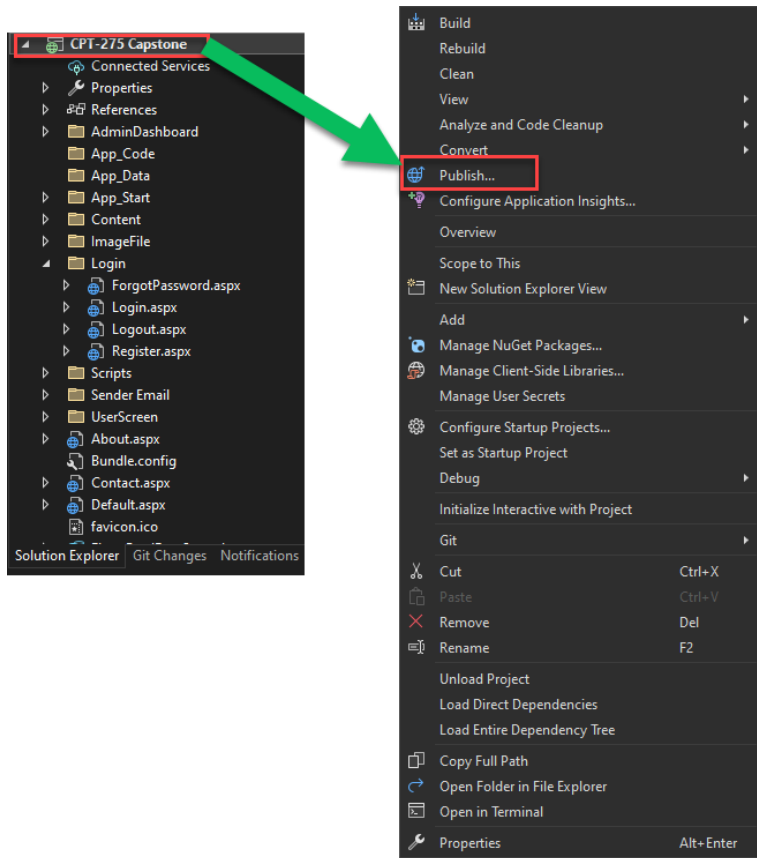 CPT-275 Capstone
Connected Services
Properties
References
AdminDashboard
App_Code
App_Data
App_Start
Content
ImageFile
Login
ForgotPassword.aspx
Login.aspx
Logout.aspx
Register.aspx
Scripts
Sender Email
UserScreen
About.aspx
Bundle.config
Contact.aspx
Default.aspx
favicon.ico
Solution Explorer Git Changes Notifications
Build
Rebuild
Clean
View
Analyze and Code Cleanup
Convert
Publish...
Configure Application Insights...
Overview
Scope to This
New Solution Explorer View
Add
Manage NuGet Packages...
Manage Client-Side Libraries...
Manage User Secrets
Configure Startup Projects...
Set as Startup Project
Debug
Initialize Interactive with Project
Git
Cut Ctrl+X
Paste Ctrl+V
Remove Del
Rename F2
Unload Project
Load Direct Dependencies
Load Entire Dependency Tree
Copy Full Path
Open Folder in File Explorer
Open in Terminal
Properties Alt+Enter